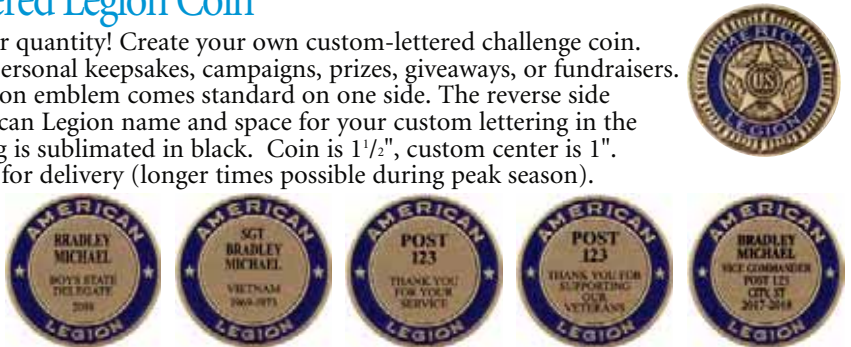 ered Legion Coin
r quantity! Create your own custom-lettered challenge coin.
ersonal keepsakes, campaigns, prizes, giveaways, or fundraisers.
on emblem comes standard on one side. The reverse side
can Legion name and space for your custom lettering in the
g is sublimated in black. Coin is 1 1/2", custom center is 1".
for delivery (longer times possible during peak season).
AMERICAN
US
LEGION
AMERICAN
BRADLEY
MICHAEL
BOYS STATE
DELEGATE
LEGION
AMERICAN
SGT
BRADLEY
MICHAEL
VIETNAM
1969-1973
LEGION
AMERICAN
POST
123
THANK YOU
FOR YOUR
SERVICE
LEGION
AMERICAN
POST
123
THANK YOU FOR
SUPPORTING
OUR
VETERANS
LEGION
AMERICAN
BRADLEY
MICHAEL
VICE COMMANDER
POST 123
CITY, ST
2017-2018
LEGION